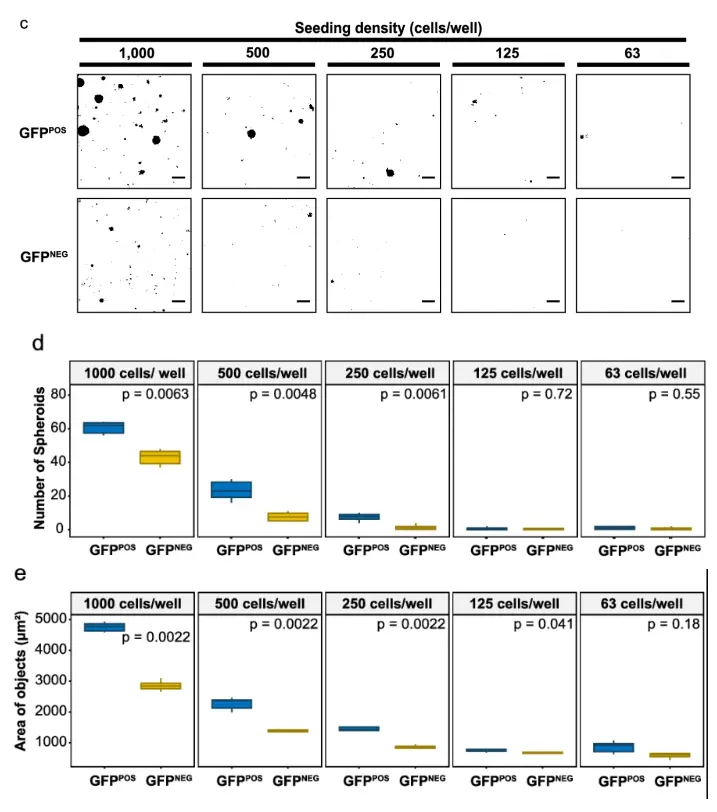 c
Seeding density (cells/well)
1,000 500 250 125 63
GFPPOS
GFPNEG
d
1000 cells/ well 500 cells/well 250 cells/well 125 cells/well 63 cells/well
p = 0.0063 p = 0.0048 p = 0.0061 p = 0.72 p = 0.55
Number of Spheroids
80
60
40
20
0
GFPPOS GFPNEG GFPPOS GFPNEG GFPPOS GFPNEG GFPPOS GFPNEG GFPPOS GFPNEG
e
1000 cells/well 500 cells/well 250 cells/well 125 cells/well 63 cells/well
p = 0.0022 p = 0.0022 p = 0.0022 p = 0.041 p = 0.18
Area of objects (µm²)
5000
4000
3000
2000
1000
GFPPOS GFPNEG GFPPOS GFPNEG GFPPOS GFPNEG GFPPOS GFPNEG GFPPOS GFPNEG